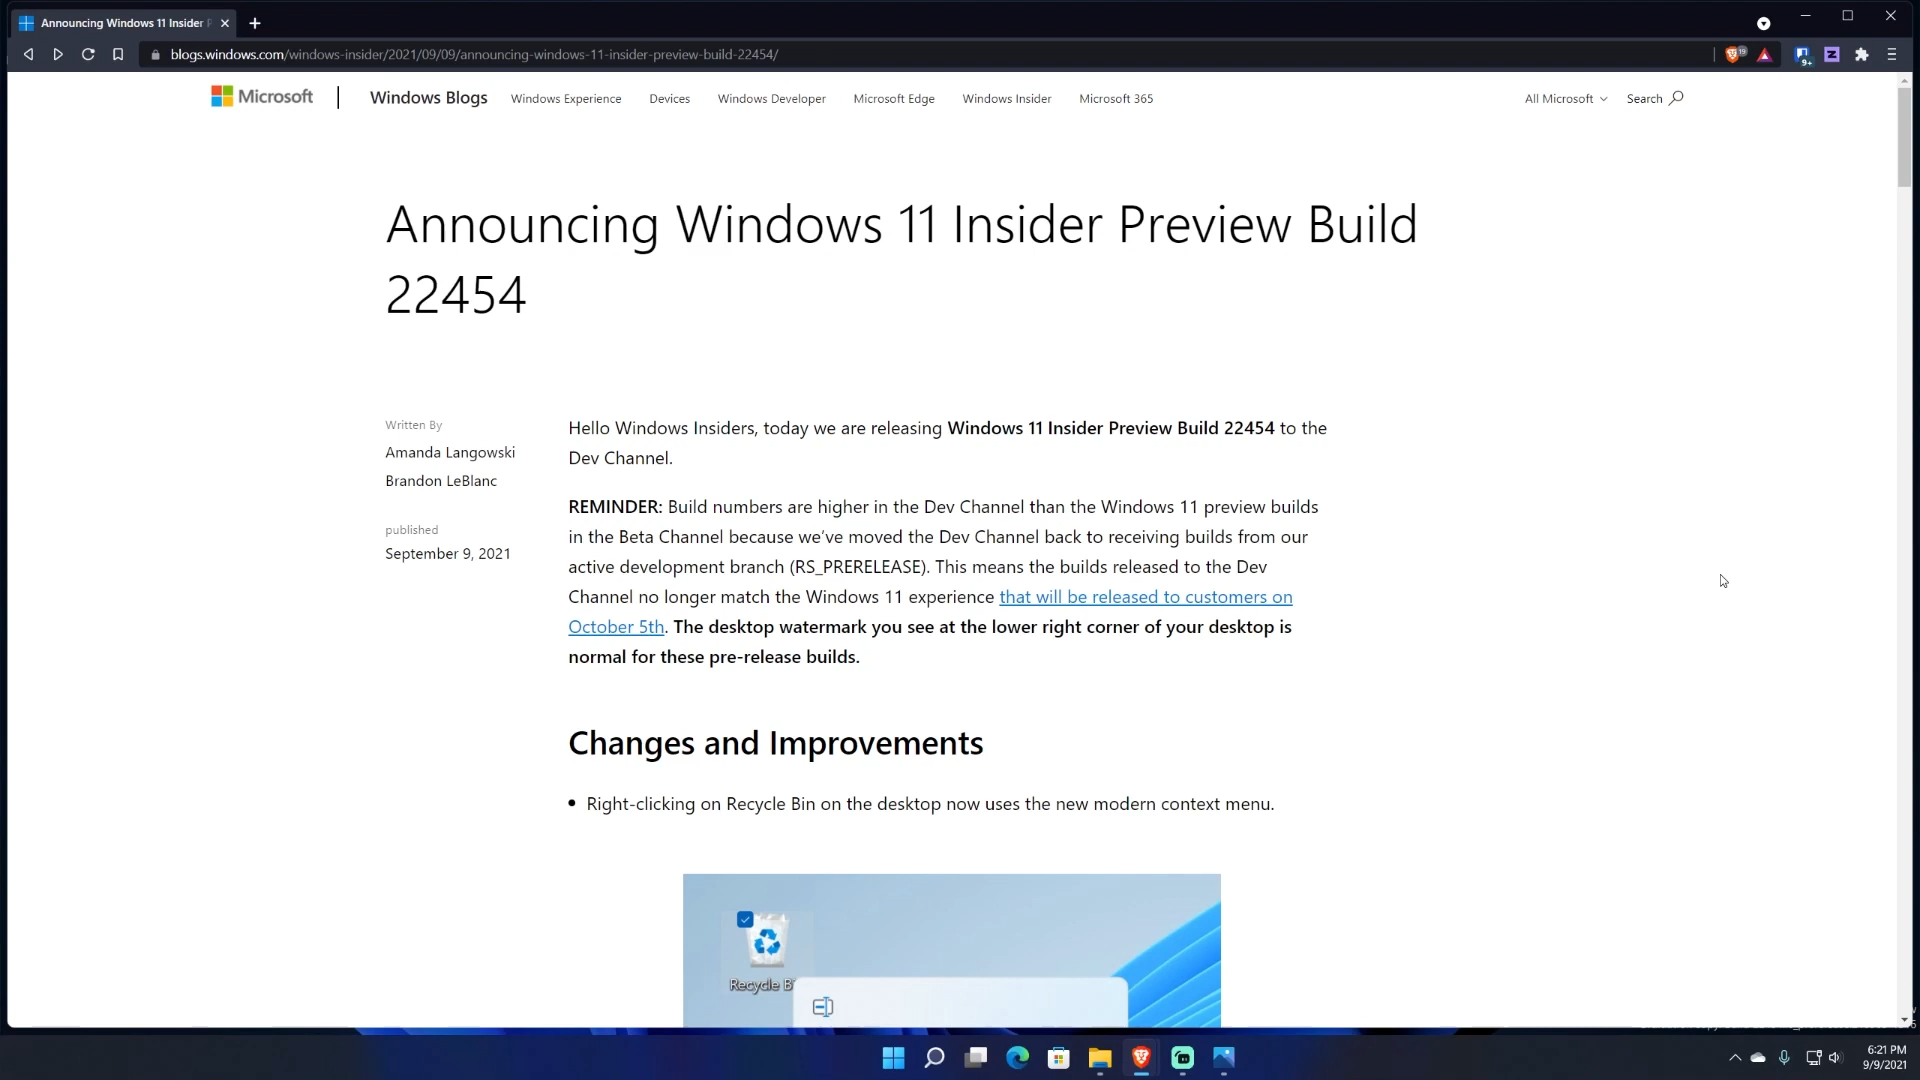 Announcing Windows 11 Insider P
blogs.windows.com/windows-insider/2021/09/09/announcing-windows-11-insider-preview-build-22454/
19
9+
Z
Microsoft
Windows Blogs
Windows Experience
Devices
Windows Developer
Microsoft Edge
Windows Insider
Microsoft 365
All Microsoft
Search
Announcing Windows 11 Insider Preview Build
22454
Written By
Amanda Langowski
Brandon LeBlanc
published
September 9, 2021
Hello Windows Insiders, today we are releasing Windows 11 Insider Preview Build 22454 to the
Dev Channel.
REMINDER: Build numbers are higher in the Dev Channel than the Windows 11 preview builds
in the Beta Channel because we’ve moved the Dev Channel back to receiving builds from our
active development branch (RS_PRERELEASE). This means the builds released to the Dev
Channel no longer match the Windows 11 experience that will be released to customers on
October 5th. The desktop watermark you see at the lower right corner of your desktop is
normal for these pre-release builds.
Changes and Improvements
• Right-clicking on Recycle Bin on the desktop now uses the new modern context menu.
Recycle B
6:21 PM
9/9/2021